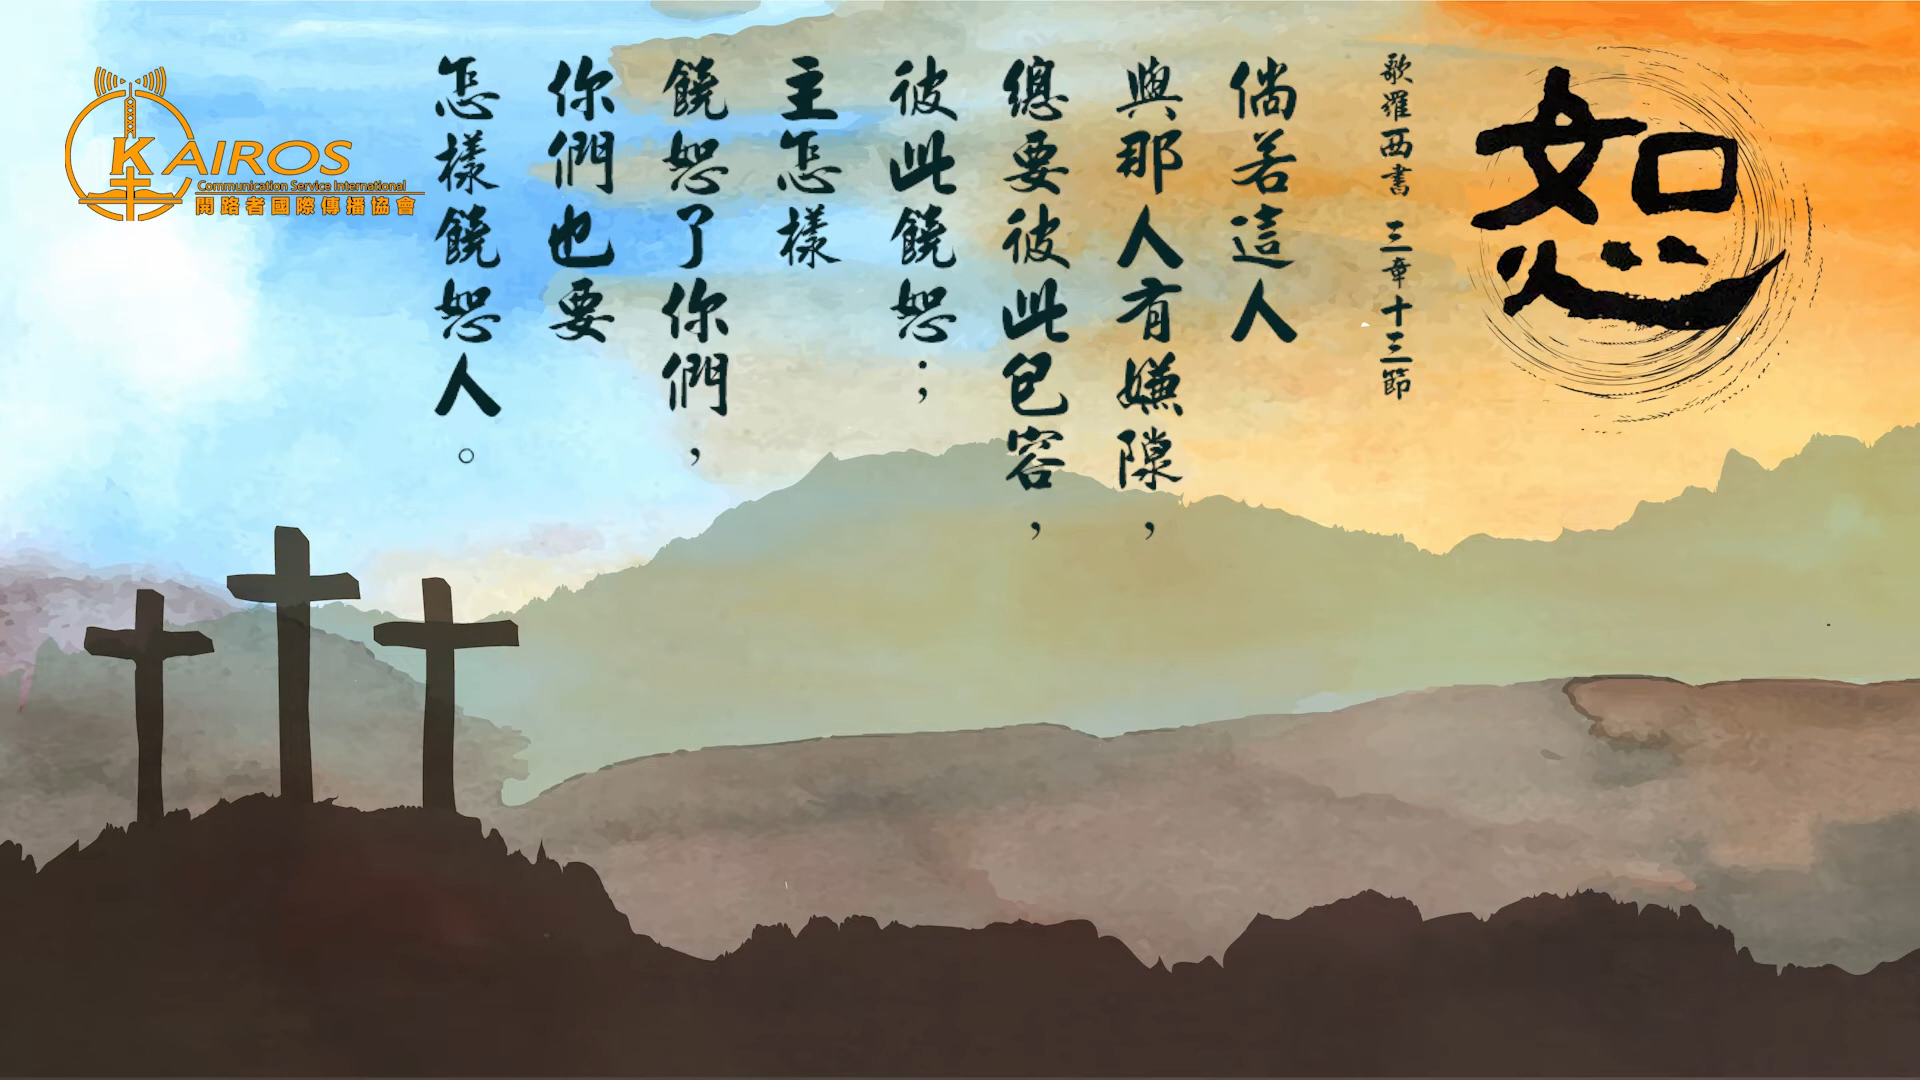 恕
歌羅西書 三章十三節
倘若這人
與那人有嫌隙，
總要彼此包容，
彼此饒恕；
主怎樣
饒恕了你們，
你們也要
怎樣饒恕人。
KAIROS
Communication Service International
開路者國際傳播協會